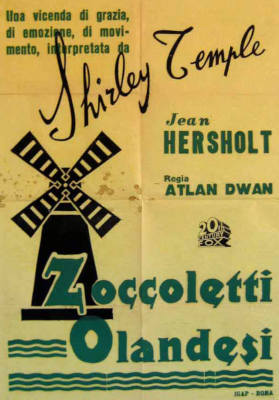 Una vicenda di grazia,
di emozione, di movi-
mento, interpretata da
Shirley Temple
Jean
HERSHOLT
Regia
ATLAN DWAN
20th
CENTURY
FOX
Zoccoletti
Olandesi
IGAP - ROMA